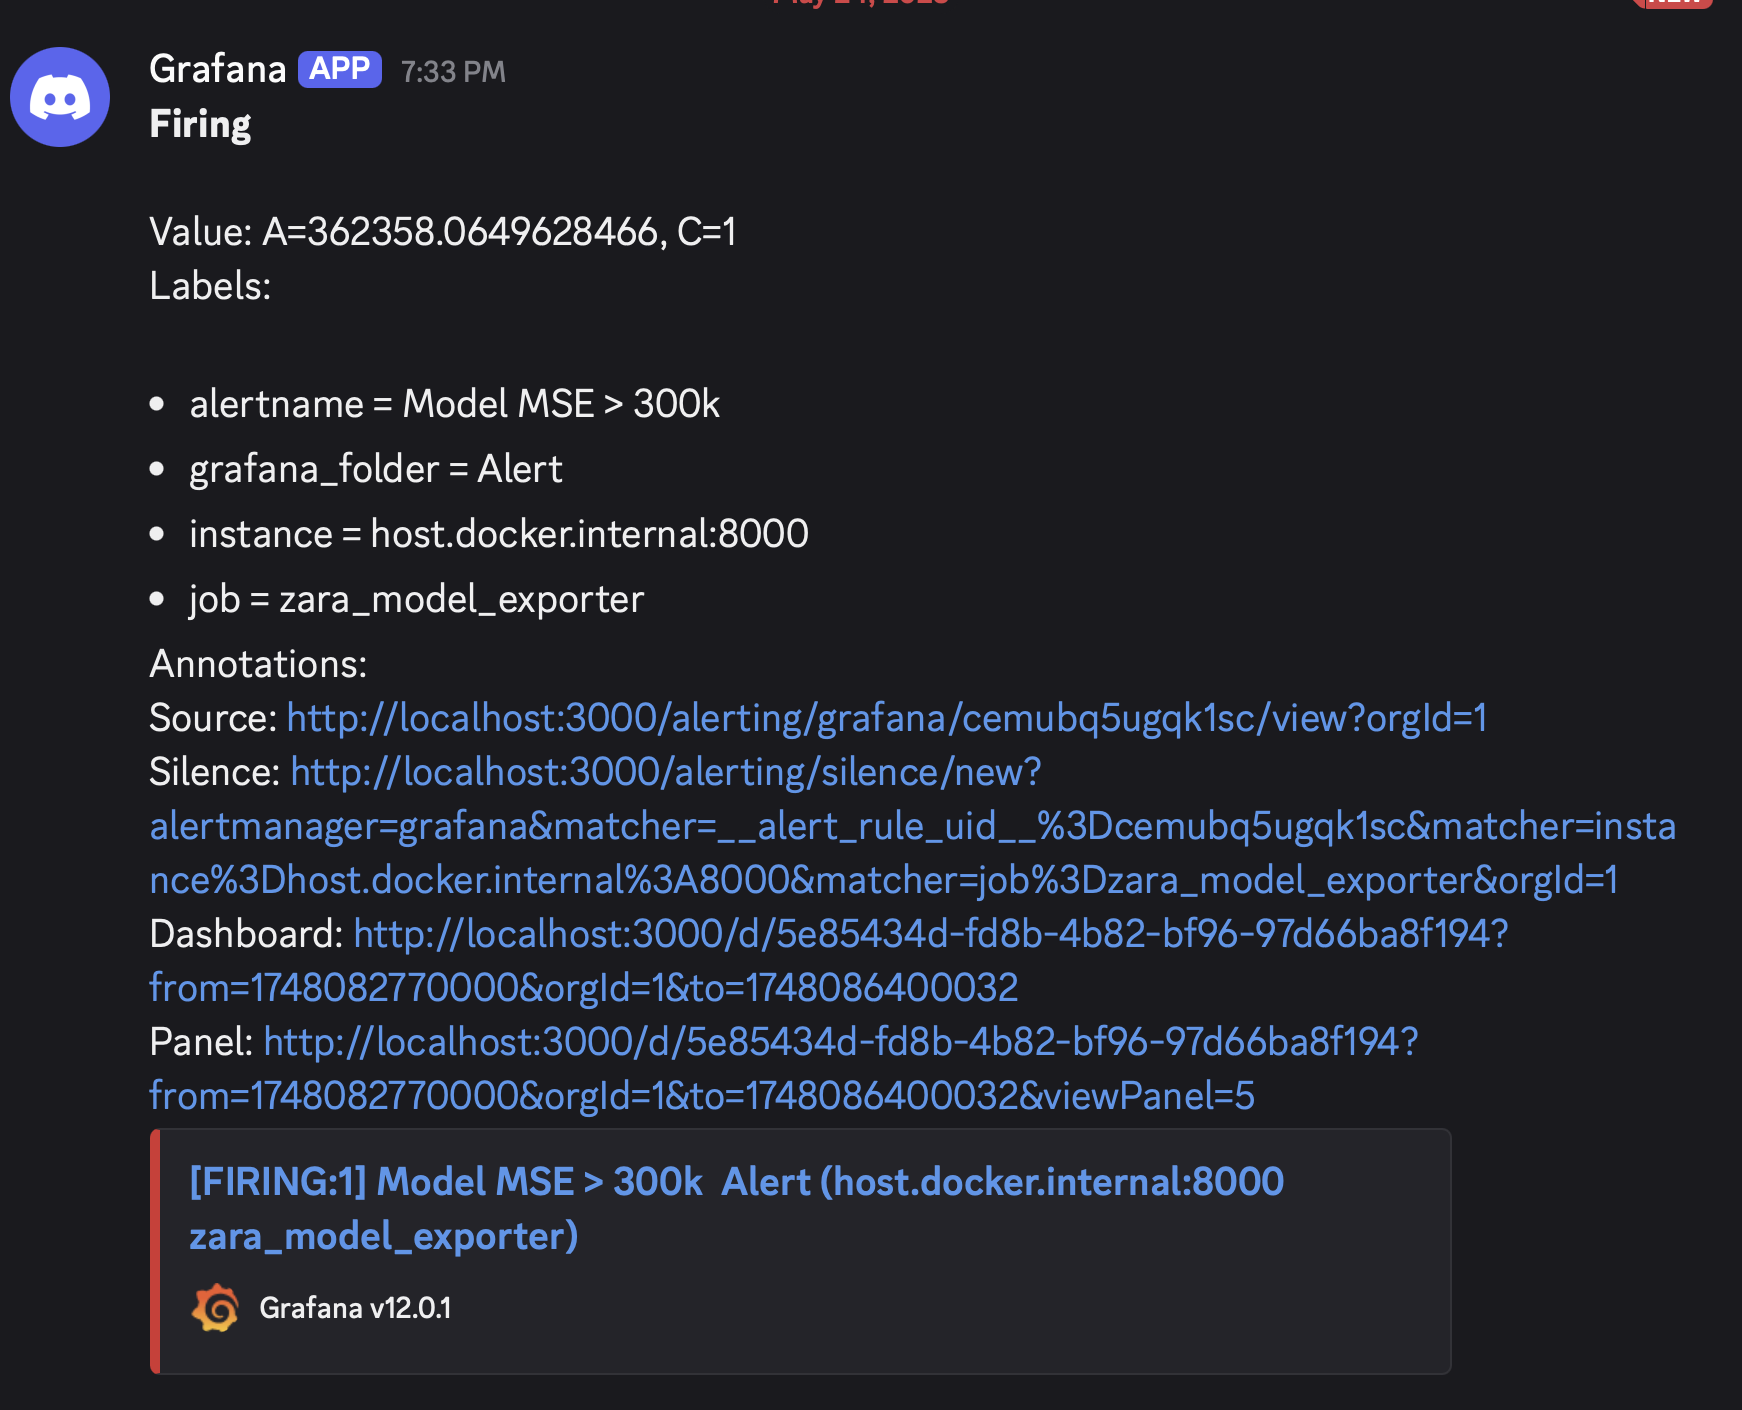 Grafana APP 7:33 PM
Firing
Value: A=362358.0649628466, C=1
Labels:
• alertname = Model MSE > 300k
• grafana_folder = Alert
• instance = host.docker.internal:8000
• job = zara_model_exporter
Annotations:
Source: http://localhost:3000/alerting/grafana/cemubq5ugqk1sc/view?orgId=1
Silence: http://localhost:3000/alerting/silence/new?
alertmanager=grafana&matcher=__alert_rule_uid__%3Dcemubq5ugqk1sc&matcher=insta
nce%3Dhost.docker.internal%3A8000&matcher=job%3Dzara_model_exporter&orgId=1
Dashboard: http://localhost:3000/d/5e85434d-fd8b-4b82-bf96-97d66ba8f194?
from=1748082770000&orgId=1&to=1748086400032
Panel: http://localhost:3000/d/5e85434d-fd8b-4b82-bf96-97d66ba8f194?
from=1748082770000&orgId=1&to=1748086400032&viewPanel=5
[FIRING:1] Model MSE > 300k  Alert (host.docker.internal:8000
zara_model_exporter)
Grafana v12.0.1